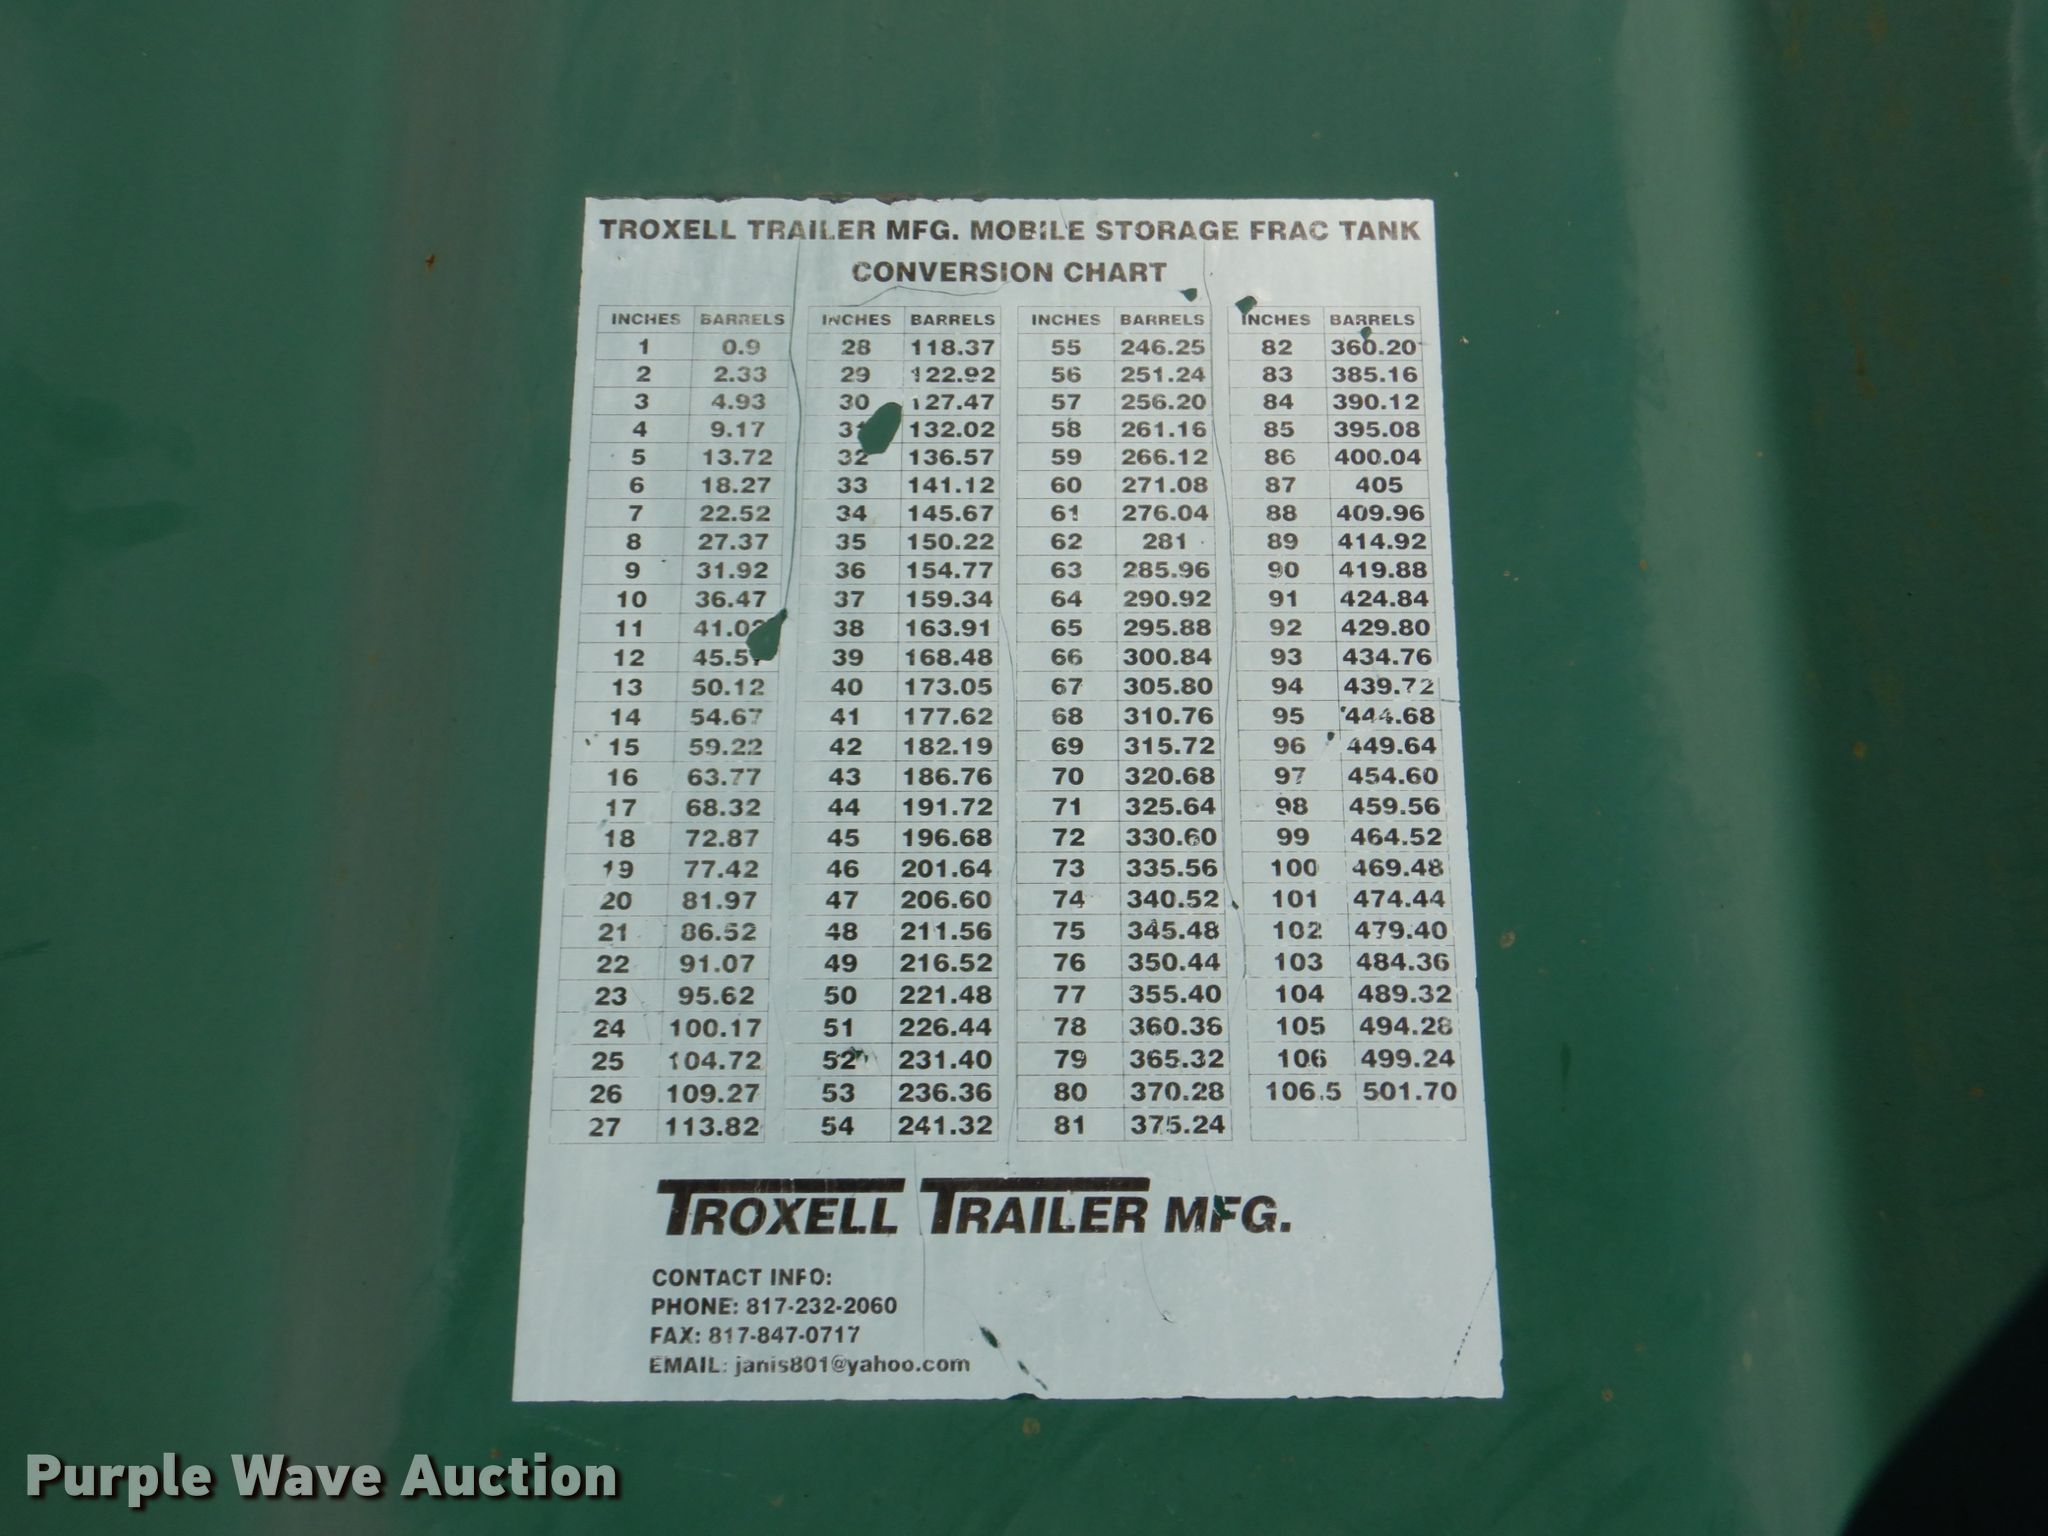 TROXELL TRAILER MFG. MOBILE STORAGE FRAC TANK
CONVERSION CHART
INCHES BARRELS INCHES BARRELS INCHES BARRELS INCHES BARRELS
1 0.9 28 118.37 55 246.25 82 360.20
2 2.33 29 122.92 56 251.24 83 385.16
3 4.93 30 127.47 57 256.20 84 390.12
4 9.17 31 132.02 58 261.16 85 395.08
5 13.72 32 136.57 59 266.12 86 400.04
6 18.27 33 141.12 60 271.08 87 405
7 22.52 34 145.67 61 276.04 88 409.96
8 27.37 35 150.22 62 281 89 414.92
9 31.92 36 154.77 63 285.96 90 419.88
10 36.47 37 159.34 64 290.92 91 424.84
11 38 163.91 65 295.88 92 429.80
12 39 168.48 66 300.84 93 434.76
13 50.12 40 173.05 67 305.80 94 439.72
14 54.67 41 177.62 68 310.76 95 444.68
15 59.22 42 182.19 69 315.72 96 449.64
16 63.77 43 186.76 70 320.68 97 454.60
17 68.32 44 191.72 71 325.64 98 459.56
18 72.87 45 196.68 72 330.60 99 464.52
19 77.42 46 201.64 73 335.56 100 469.48
20 81.97 47 206.60 74 340.52 101 474.44
21 86.52 48 211.56 75 345.48 102 479.40
22 91.07 49 216.52 76 350.44 103 484.36
23 95.62 50 221.48 77 355.40 104 489.32
24 100.17 51 226.44 78 360.36 105 494.28
25 104.72 52 231.40 79 365.32 106 499.24
26 109.27 53 236.36 80 370.28 106.5 501.70
27 113.82 54 241.32 81 375.24
TROXELL TRAILER MFG.
CONTACT INFO:
PHONE: 817-232-2060
FAX: 817-847-0717
EMAIL: janis801@yahoo.com
Purple Wave Auction